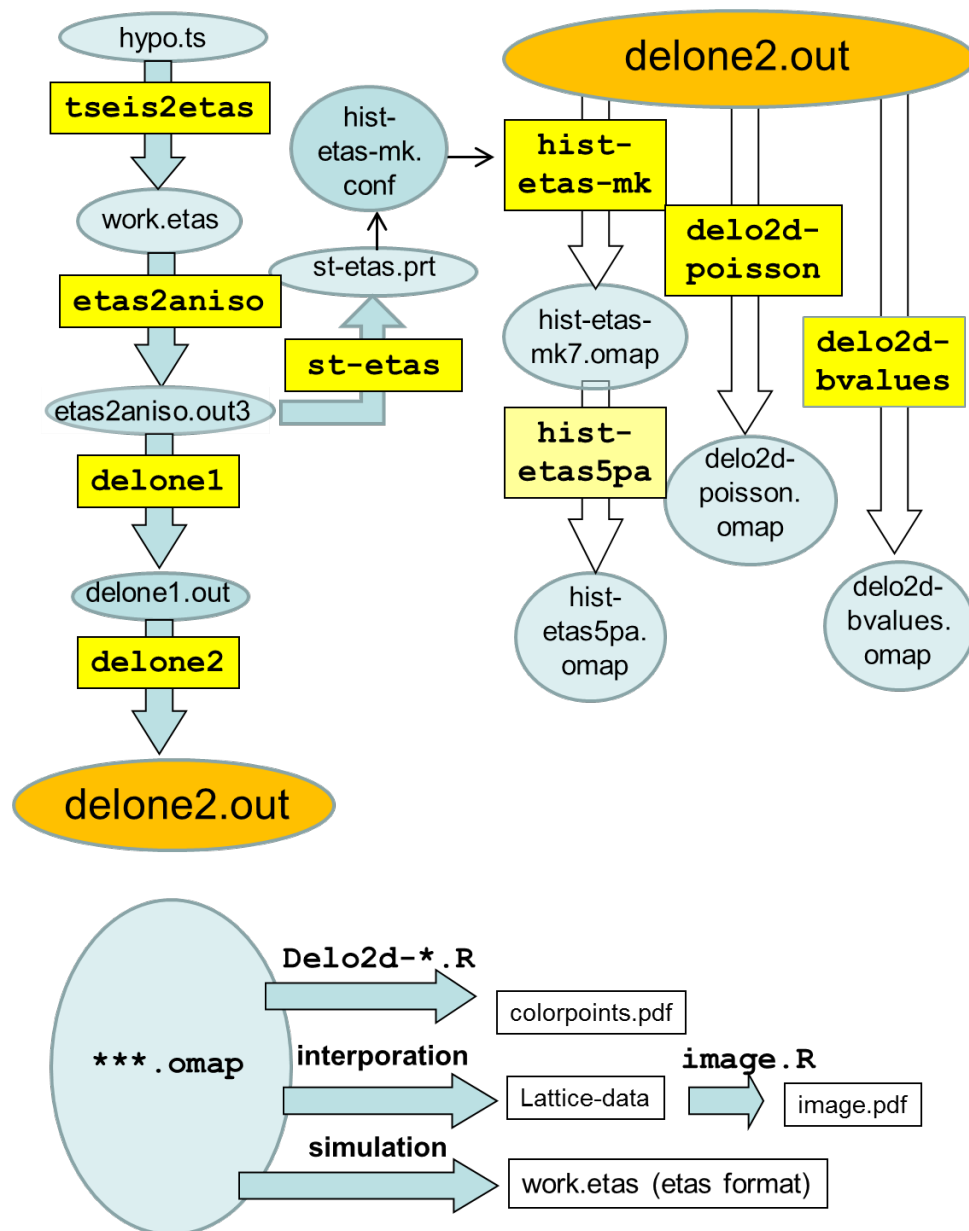 hypo.ts
tseis2etas
work.etas
etas2aniso
etas2aniso.out3
delone1
delone1.out
delone2
delone2.out
hist-
etas-mk.
conf
st-etas.prt
st-etas
delone2.out
hist-
etas-mk
hist-etas-
mk7.omap
hist-
etas5pa
hist-
etas5pa.
omap
delo2d-
poisson
delo2d-
poisson.
omap
delo2d-
bvalues
delo2d-
bvalues.
omap
***.omap
Delo2d-*.R
colorpoints.pdf
interporation
Lattice-data
image.R
image.pdf
simulation
work.etas (etas format)